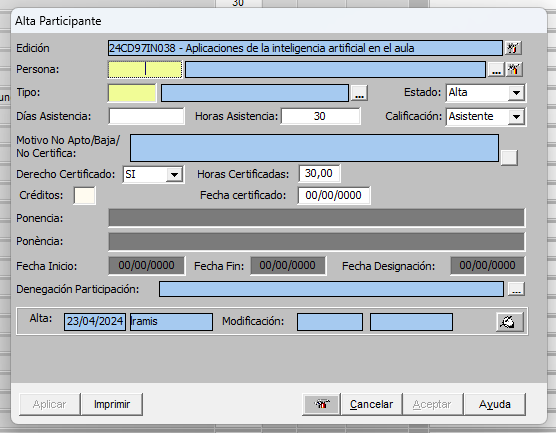 30
Alta Participante
Edición 24CD97IN038 - Aplicaciones de la inteligencia artificial en el aula
Persona: ...
Tipo: ... Estado: Alta
Días Asistencia: Horas Asistencia: 30 Calificación: Asistente
Motivo No Apto/Baja/
No Certifica:
Derecho Certificado: SI Horas Certificadas: 30,00
Créditos: Fecha certificado: 00/00/0000
Ponencia:
Ponència:
Fecha Inicio: 00/00/0000 Fecha Fin: 00/00/0000 Fecha Designación: 00/00/0000
Denegación Participación: ...
Alta: 23/04/2024 lramis Modificación:
Aplicar Imprimir Cancelar Aceptar Ayuda